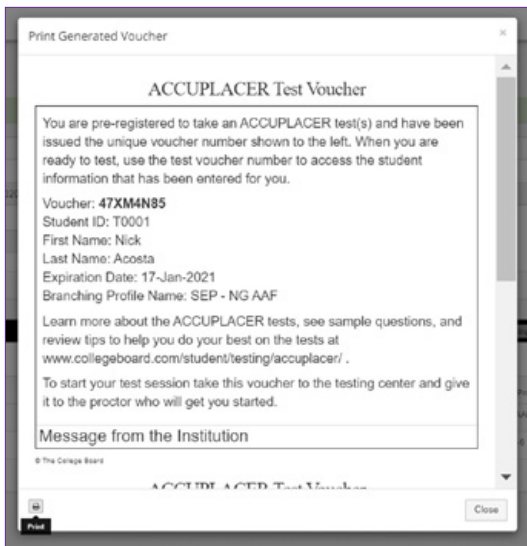 Print Generated Voucher
×
ACCUPLACER Test Voucher
You are pre-registered to take an ACCUPLACER test(s) and have been
issued the unique voucher number shown to the left. When you are
ready to test, use the test voucher number to access the student
information that has been entered for you.
Voucher: 47XM4N85
Student ID: T0001
First Name: Nick
Last Name: Acosta
Expiration Date: 17-Jan-2021
Branching Profile Name: SEP - NG AAF
Learn more about the ACCUPLACER tests, see sample questions, and
review tips to help you do your best on the tests at
www.collegeboard.com/student/testing/accuplacer/ .
To start your test session take this voucher to the testing center and give
it to the proctor who will get you started.
Message from the Institution
© The College Board
ACCUPLACER Test Voucher
Print
Close